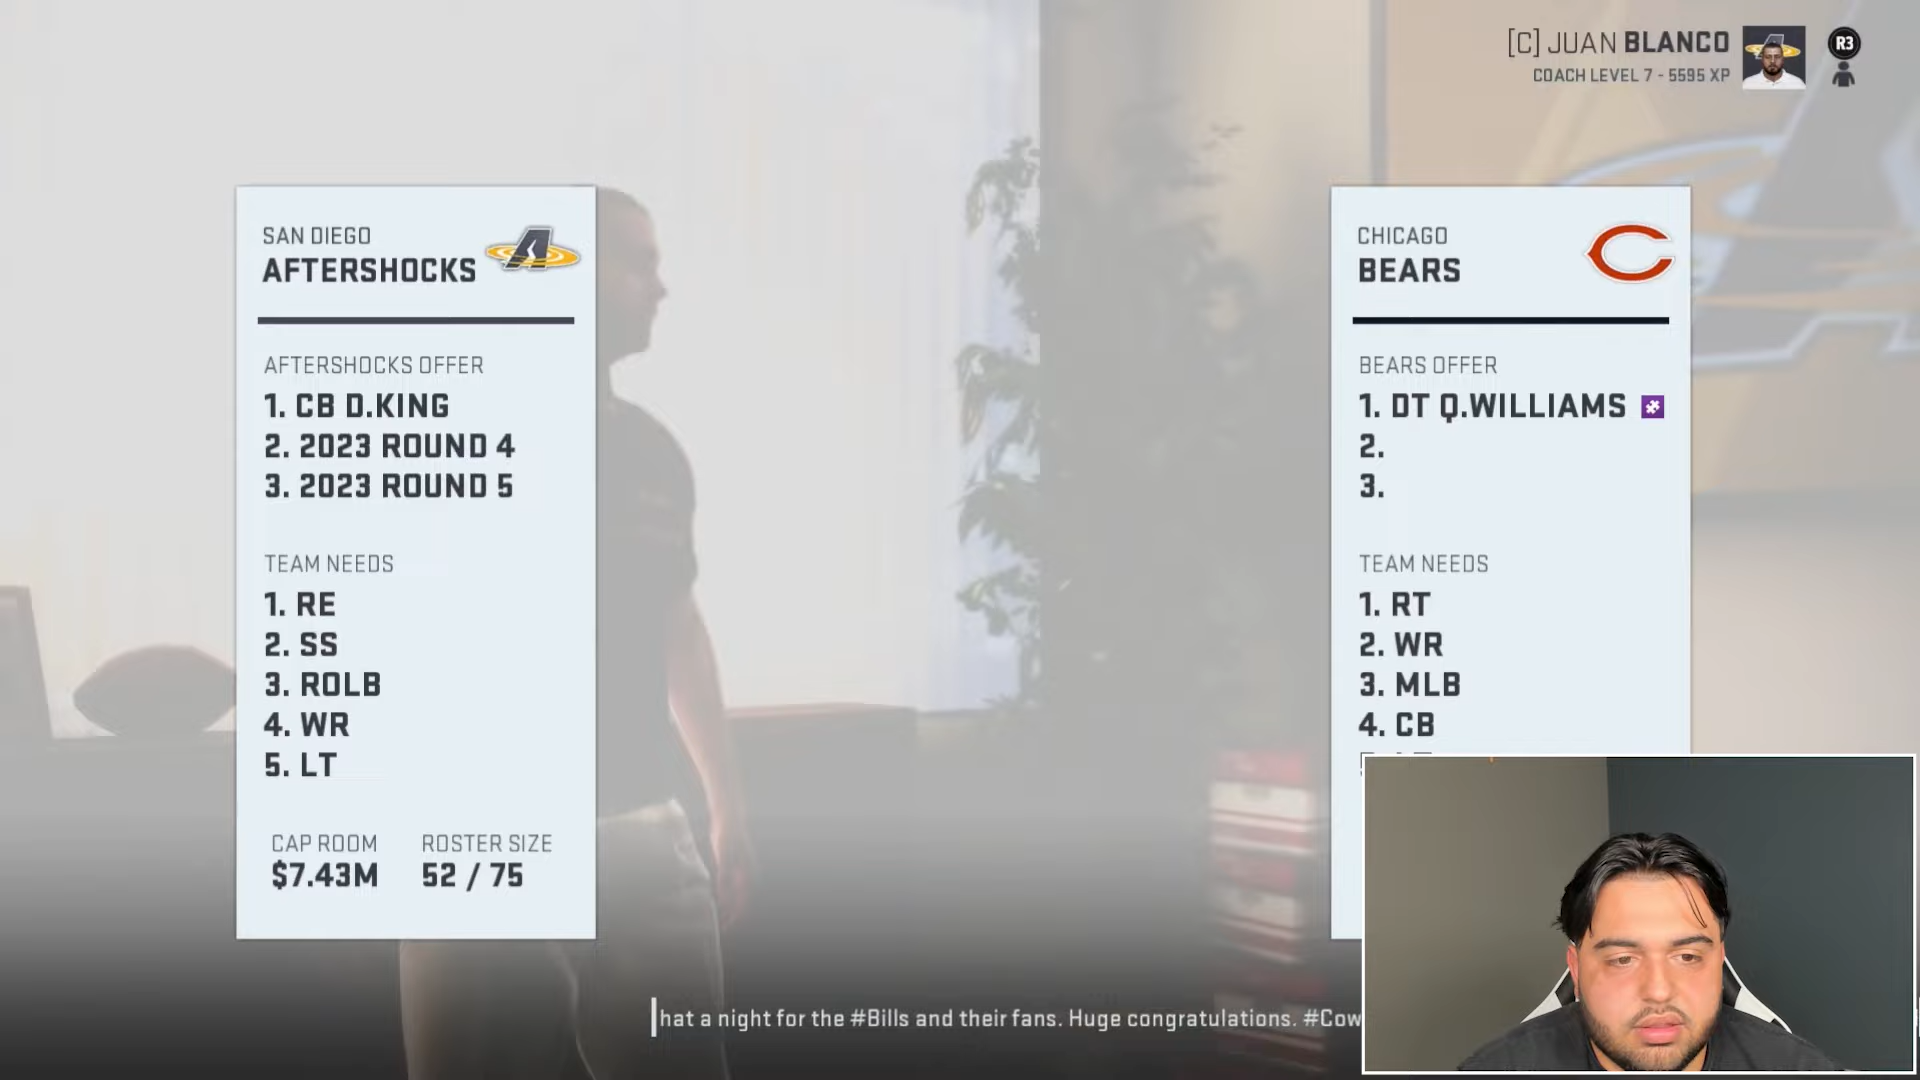 [C] JUAN BLANCO
COACH LEVEL 7 - 5595 XP
R3
SAN DIEGO
AFTERSHOCKS
AFTERSHOCKS OFFER
1. CB D.KING
2. 2023 ROUND 4
3. 2023 ROUND 5
TEAM NEEDS
1. RE
2. SS
3. ROLB
4. WR
5. LT
CAP ROOM
$7.43M
ROSTER SIZE
52 / 75
CHICAGO
BEARS
BEARS OFFER
1. DT Q.WILLIAMS
2.
3.
TEAM NEEDS
1. RT
2. WR
3. MLB
4. CB
hat a night for the #Bills and their fans. Huge congratulations. #Cow